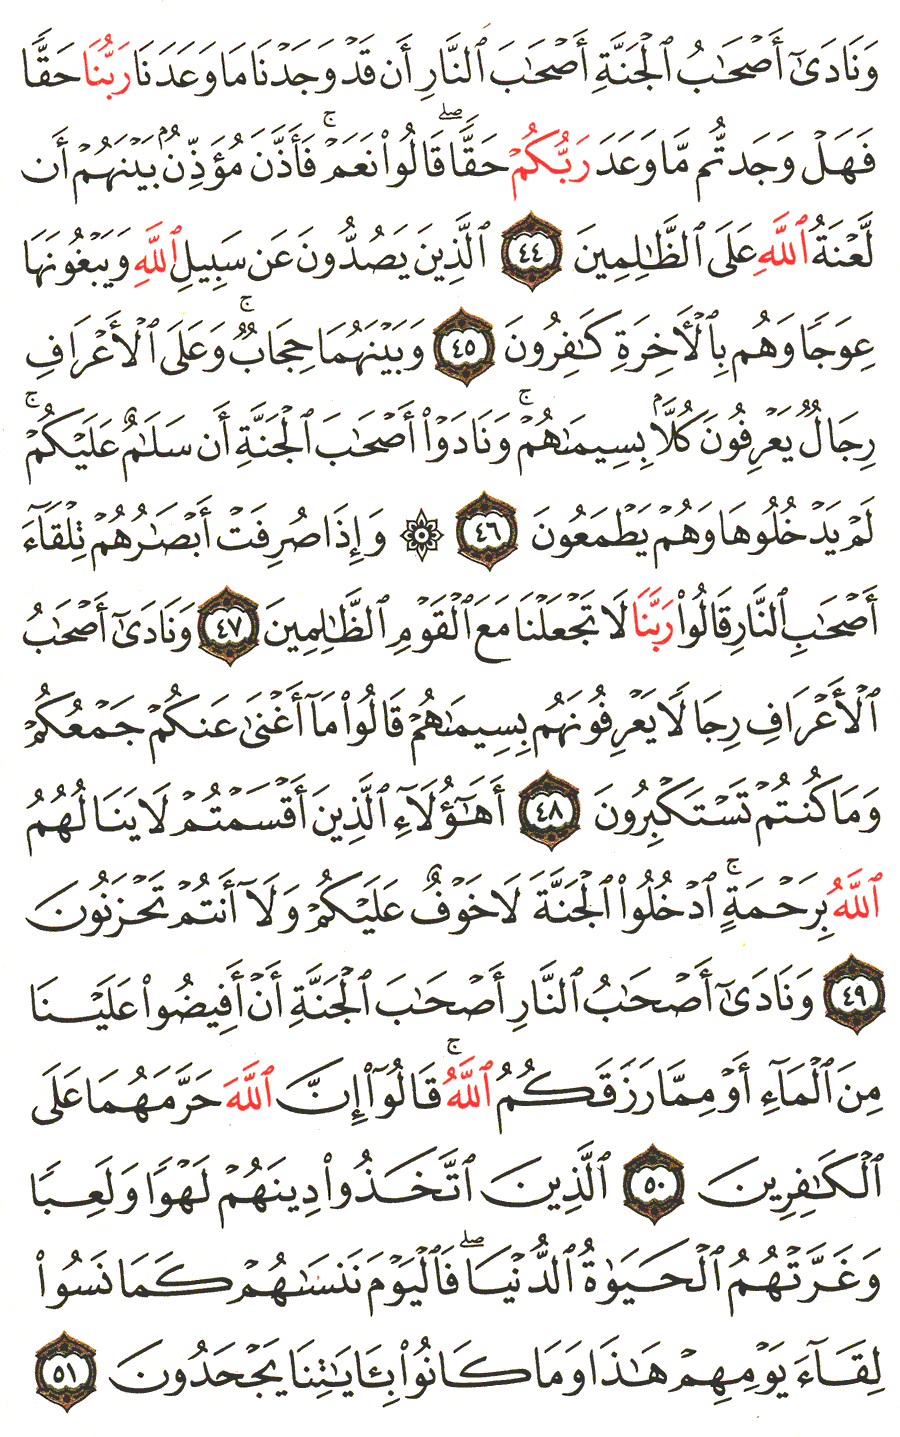 وَنَادَىٰٓ أَصْحَـٰبُ ٱلْجَنَّةِ أَصْحَـٰبَ ٱلنَّارِ أَن قَدْ وَجَدْنَا مَا وَعَدَنَا رَبُّنَا حَقًّا
فَهَلْ وَجَدتُّم مَّا وَعَدَ رَبُّكُمْ حَقًّا ۖ قَالُوا۟ نَعَمْ ۚ فَأَذَّنَ مُؤَذِّنٌۢ بَيْنَهُمْ أَن
لَّعْنَةُ ٱللَّهِ عَلَى ٱلظَّـٰلِمِينَ ٤٤ ٱلَّذِينَ يَصُدُّونَ عَن سَبِيلِ ٱللَّهِ وَيَبْغُونَهَا
عِوَجًا وَهُم بِٱلْـَٔاخِرَةِ كَـٰفِرُونَ ٤٥ وَبَيْنَهُمَا حِجَابٌ ۚ وَعَلَى ٱلْأَعْرَافِ
رِجَالٌ يَعْرِفُونَ كُلًّۢا بِسِيمَىٰهُمْ ۚ وَنَادَوْا۟ أَصْحَـٰبَ ٱلْجَنَّةِ أَن سَلَـٰمٌ عَلَيْكُمْ ۚ
لَمْ يَدْخُلُوهَا وَهُمْ يَطْمَعُونَ ٤٦ ۞ وَإِذَا صُرِفَتْ أَبْصَـٰرُهُمْ تِلْقَآءَ
أَصْحَـٰبِ ٱلنَّارِ قَالُوا۟ رَبَّنَا لَا تَجْعَلْنَا مَعَ ٱلْقَوْمِ ٱلظَّـٰلِمِينَ ٤٧ وَنَادَىٰٓ أَصْحَـٰبُ
ٱلْأَعْرَافِ رِجَالًا يَعْرِفُونَهُم بِسِيمَىٰهُمْ قَالُوا۟ مَآ أَغْنَىٰ عَنكُمْ جَمْعُكُمْ
وَمَا كُنتُمْ تَسْتَكْبِرُونَ ٤٨ أَهَـٰٓؤُلَآءِ ٱلَّذِينَ أَقْسَمْتُمْ لَا يَنَالُهُمُ
ٱللَّهُ بِرَحْمَةٍ ۚ ٱدْخُلُوا۟ ٱلْجَنَّةَ لَا خَوْفٌ عَلَيْكُمْ وَلَآ أَنتُمْ تَحْزَنُونَ
٤٩ وَنَادَىٰٓ أَصْحَـٰبُ ٱلنَّارِ أَصْحَـٰبَ ٱلْجَنَّةِ أَنْ أَفِيضُوا۟ عَلَيْنَا
مِنَ ٱلْمَآءِ أَوْ مِمَّا رَزَقَكُمُ ٱللَّهُ ۚ قَالُوٓا۟ إِنَّ ٱللَّهَ حَرَّمَهُمَا عَلَى
ٱلْكَـٰفِرِينَ ٥٠ ٱلَّذِينَ ٱتَّخَذُوا۟ دِينَهُمْ لَهْوًا وَلَعِبًا
وَغَرَّتْهُمُ ٱلْحَيَوٰةُ ٱلدُّنْيَا ۖ فَٱلْيَوْمَ نَنسَىٰهُمْ كَمَا نَسُوا۟
لِقَآءَ يَوْمِهِمْ هَـٰذَا وَمَا كَانُوا۟ بِـَٔايَـٰتِنَا يَجْحَدُونَ ٥١